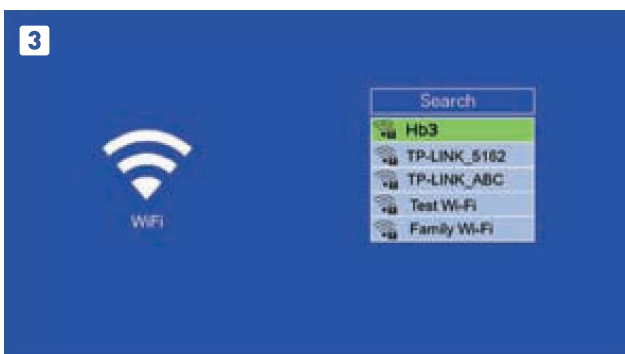 3
Search
Hb3
TP-LINK_5162
TP-LINK_ABC
Test Wi-Fi
Family Wi-Fi
WiFi